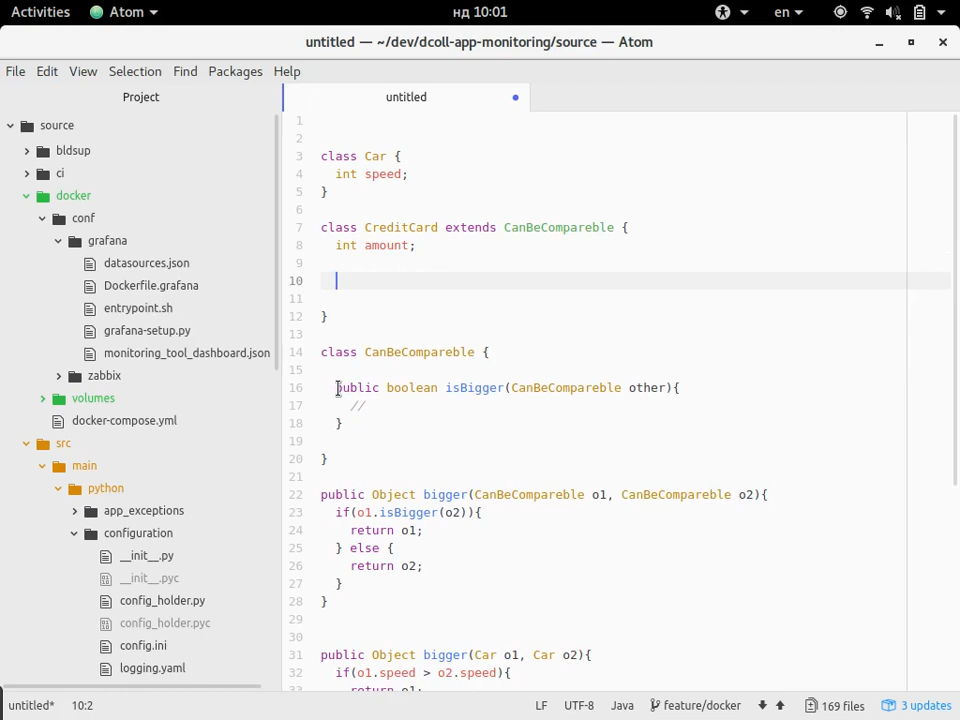 Activities Atom нд 10:01 en
untitled — ~/dev/dcoll-app-monitoring/source — Atom
File Edit View Selection Find Packages Help
Project
source
bldsup
ci
docker
conf
grafana
datasources.json
Dockerfile.grafana
entrypoint.sh
grafana-setup.py
monitoring_tool_dashboard.json
zabbix
volumes
docker-compose.yml
src
main
python
app_exceptions
configuration
__init__.py
__init__.pyc
config_holder.py
config_holder.pyc
config.ini
logging.yaml
untitled
1
2
3 class Car {
4 int speed;
5 }
6
7 class CreditCard extends CanBeCompareble {
8 int amount;
9
10
11
12 }
13
14 class CanBeCompareble {
15
16 public boolean isBigger(CanBeCompareble other){
17 //
18 }
19
20 }
21
22 public Object bigger(CanBeCompareble o1, CanBeCompareble o2){
23 if(o1.isBigger(o2)){
24 return o1;
25 } else {
26 return o2;
27 }
28 }
29
30
31 public Object bigger(Car o1, Car o2){
32 if(o1.speed > o2.speed){
33 return o1;
untitled* 10:2 LF UTF-8 Java feature/docker 169 files 3 updates